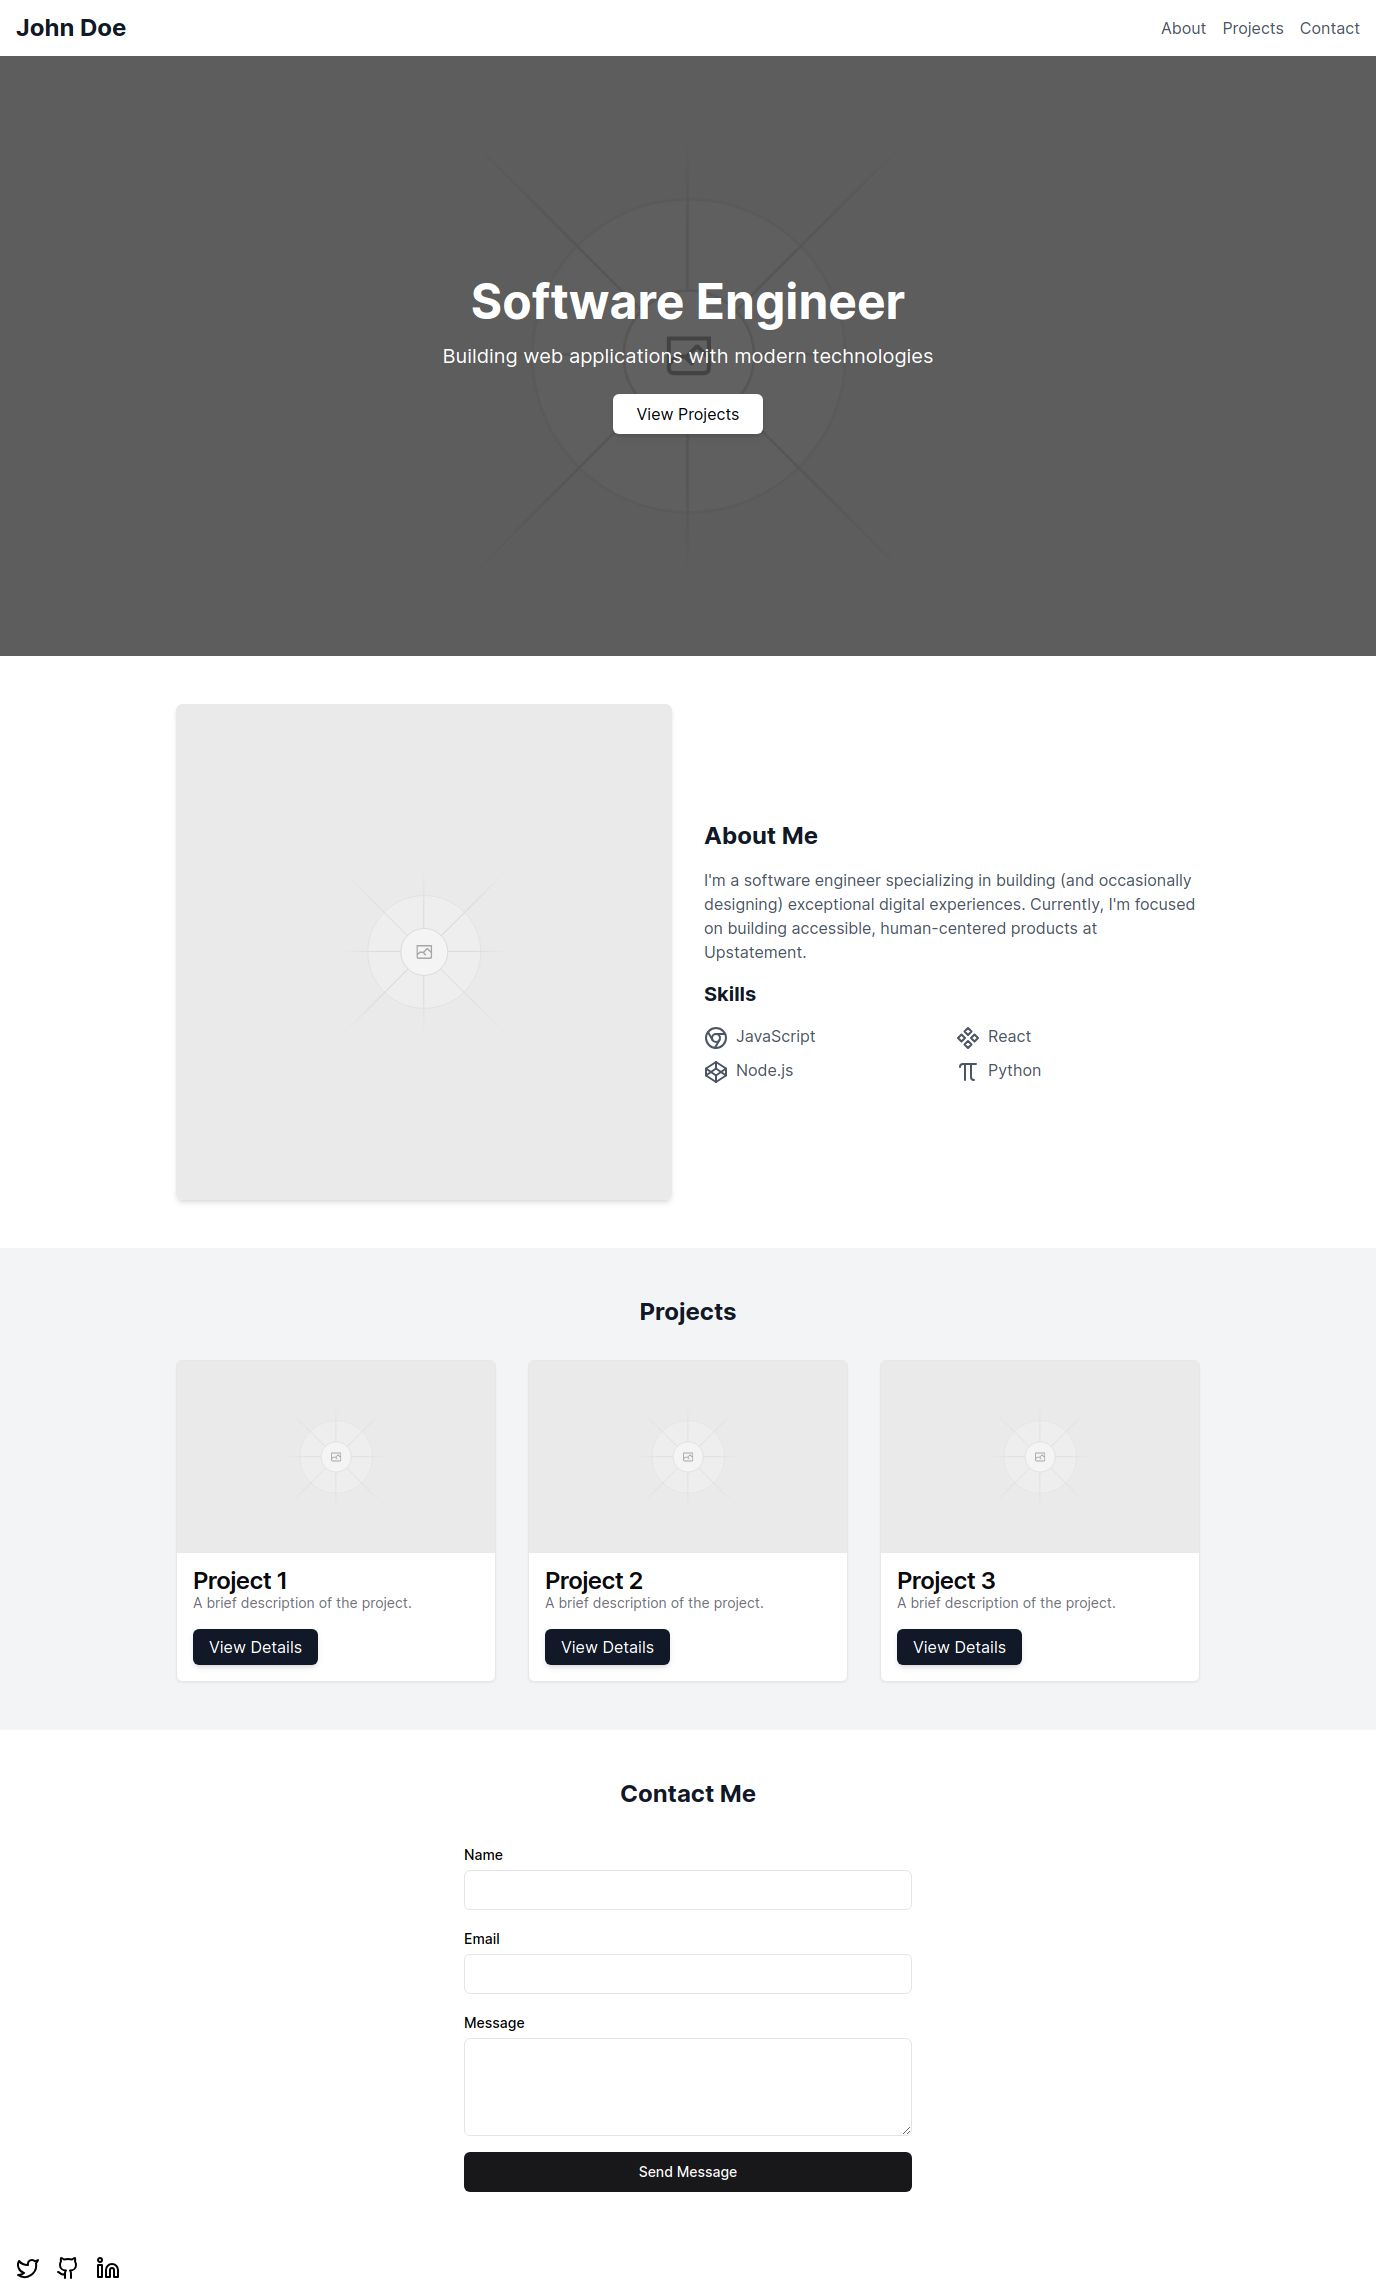 John Doe
About Projects Contact
Software Engineer
Building web applications with modern technologies
View Projects
About Me
I'm a software engineer specializing in building (and occasionally
designing) exceptional digital experiences. Currently, I'm focused
on building accessible, human-centered products at
Upstatement.
Skills
JavaScript
React
Node.js
Python
Projects
Project 1
A brief description of the project.
View Details
Project 2
A brief description of the project.
View Details
Project 3
A brief description of the project.
View Details
Contact Me
Name
Email
Message
Send Message